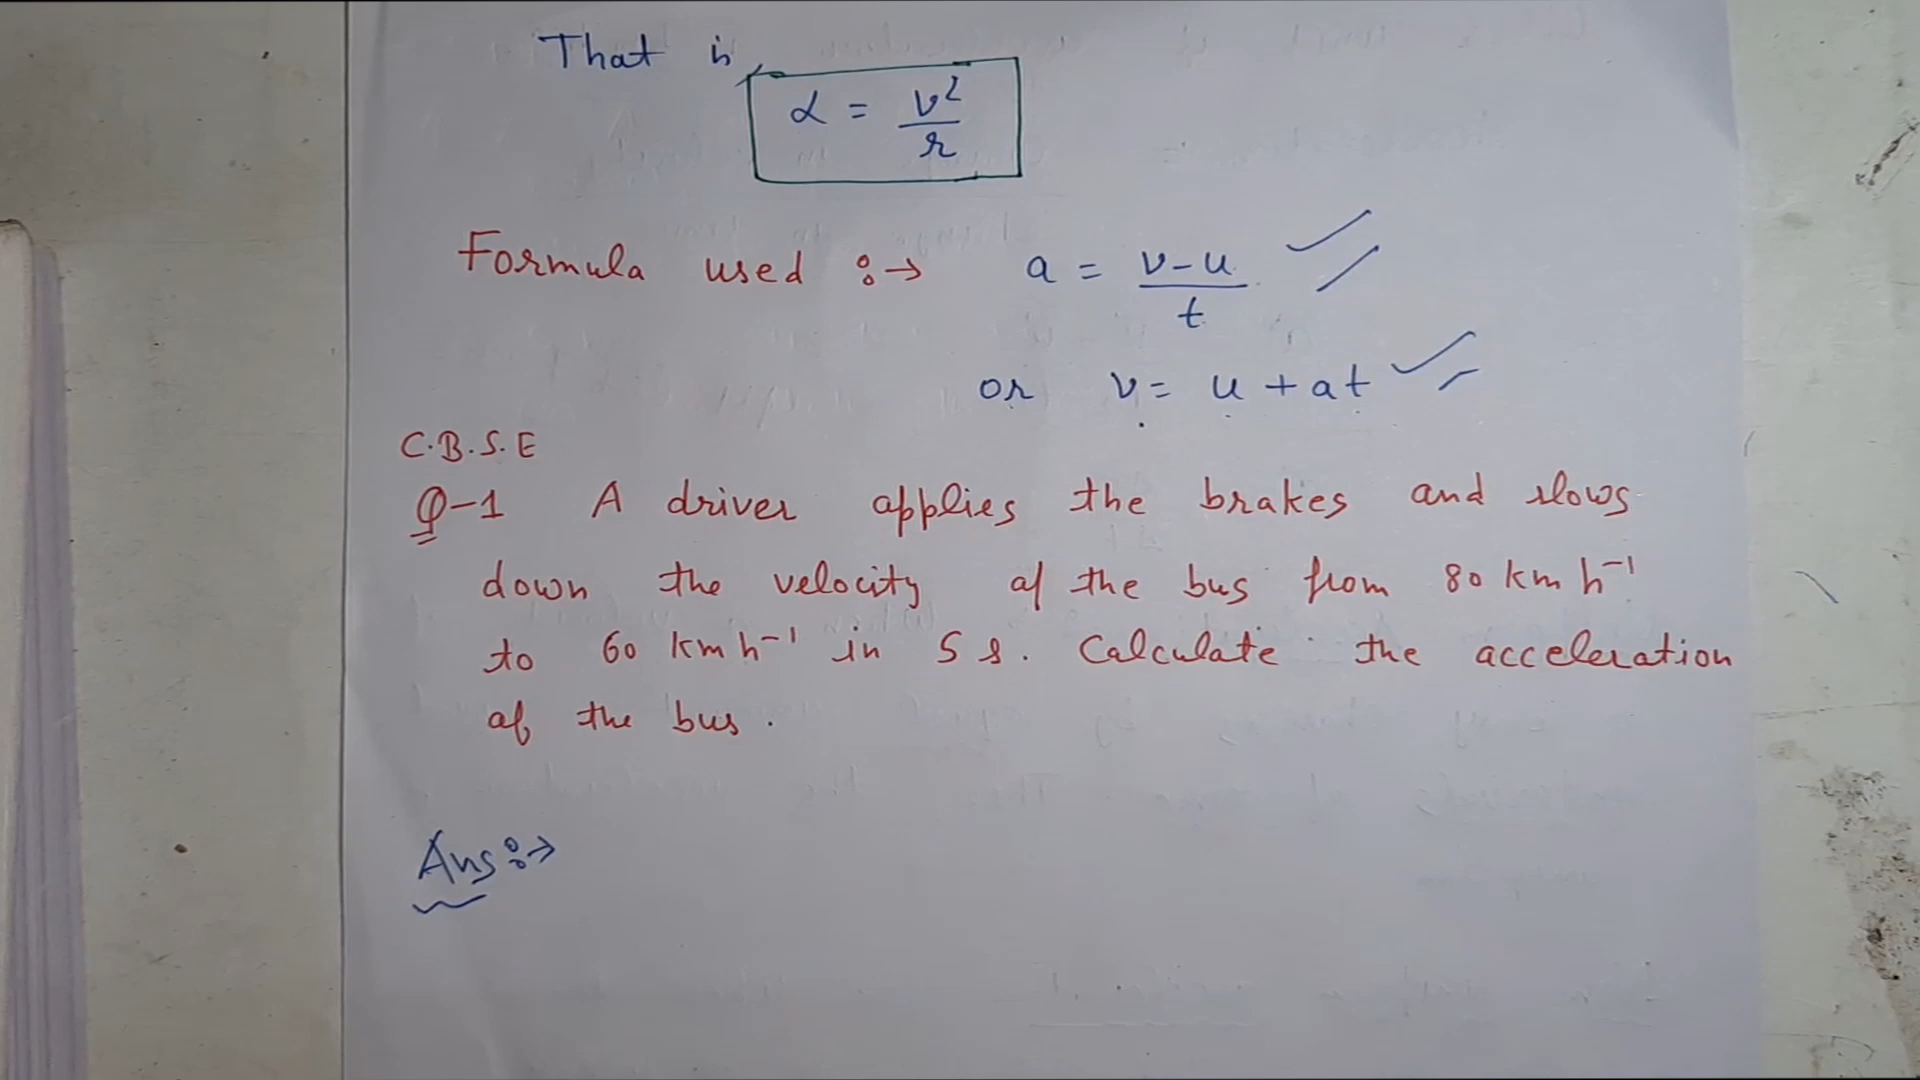 That is
α = v²/r
Formula used :→ a = v-u/t
or v = u + at
C.B.S.E
Q-1 A driver applies the brakes and slows
down the velocity of the bus from 80 km h⁻¹
to 60 km h⁻¹ in 5 s. Calculate the acceleration
of the bus.
Ans :→